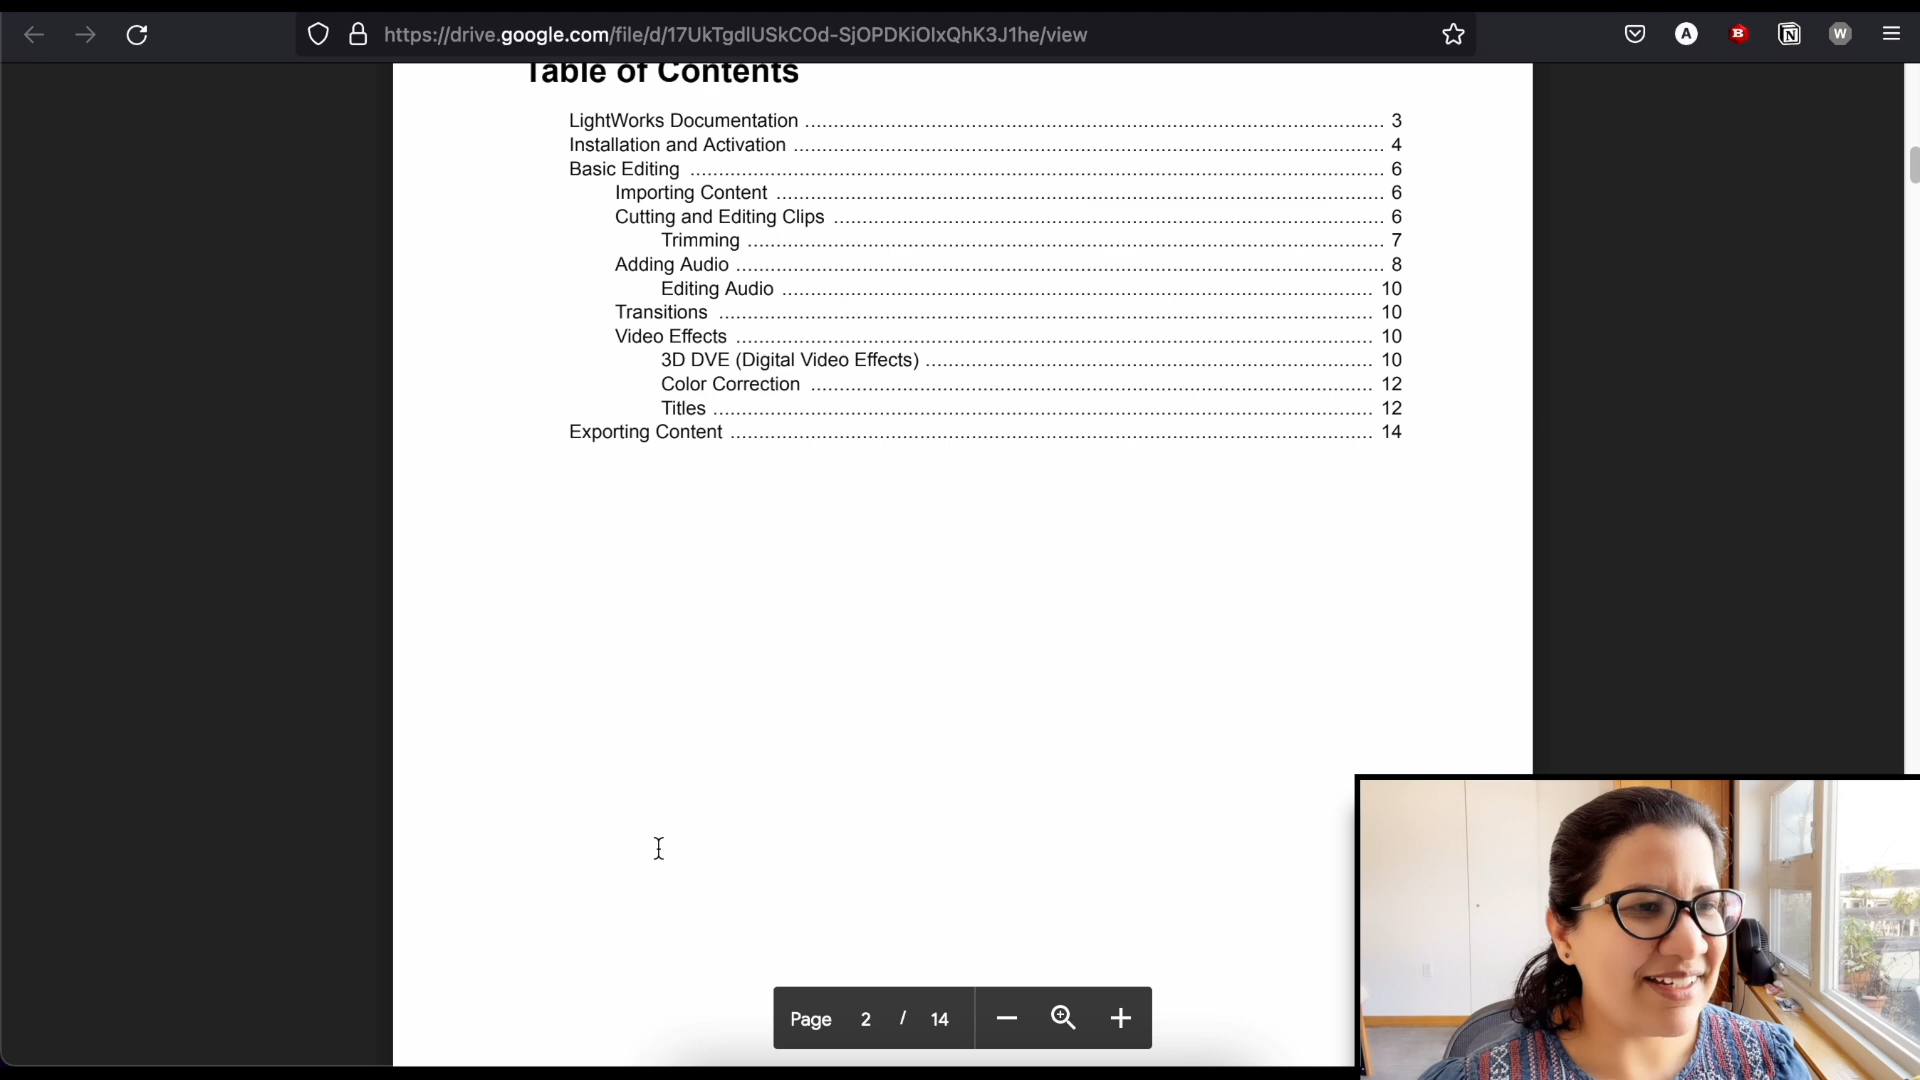 https://drive.google.com/file/d/17UkTgdlUSkCOd-SjOPDKiOIxQhK3J1he/view
A
B
N
W
Table of Contents
LightWorks Documentation ........ 3
Installation and Activation ........ 4
Basic Editing ........ 6
Importing Content ........ 6
Cutting and Editing Clips ........ 6
Trimming ........ 7
Adding Audio ........ 8
Editing Audio ........ 10
Transitions ........ 10
Video Effects ........ 10
3D DVE (Digital Video Effects) ........ 10
Color Correction ........ 12
Titles ........ 12
Exporting Content ........ 14
Page 2 / 14